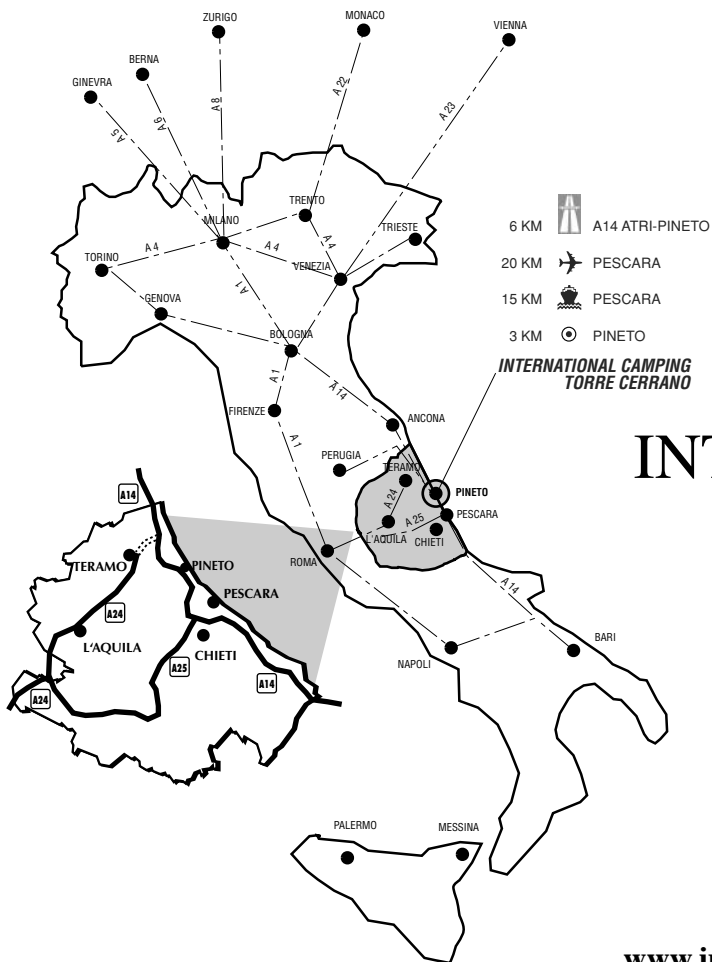 ZURIGO
MONACO
VIENNA
BERNA
GINEVRA
A 5
A 6
A 8
A 22
A 23
TRENTO
MILANO
TRIESTE
A 4
A 4
A 4
TORINO
VENEZIA
A 1
GENOVA
BOLOGNA
A 1
A 14
FIRENZE
ANCONA
A 1
PERUGIA
TERAMO
PINETO
A 24
PESCARA
A 25
L'AQUILA
CHIETI
ROMA
A 14
NAPOLI
BARI
PALERMO
MESSINA
6 KM A14 ATRI-PINETO
20 KM PESCARA
15 KM PESCARA
3 KM PINETO
INTERNATIONAL CAMPING
TORRE CERRANO
A14
TERAMO
PINETO
A24
PESCARA
L'AQUILA
CHIETI
A25
A14
A24